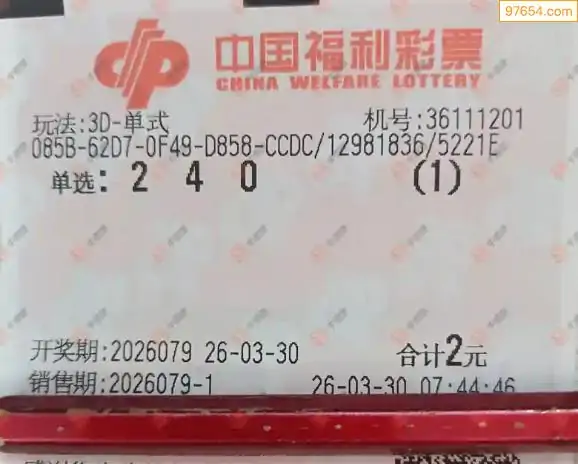 97654.com
中国福利彩票
CHINA WELFARE LOTTERY
玩法:3D-单式 机号:36111201
085B-62D7-0F49-D858-CCDC/12981836/5221E
单选: 2 4 0 (1)
开奖期:2026079 26-03-30 合计2元
销售期:2026079-1 26-03-30 07:44:46